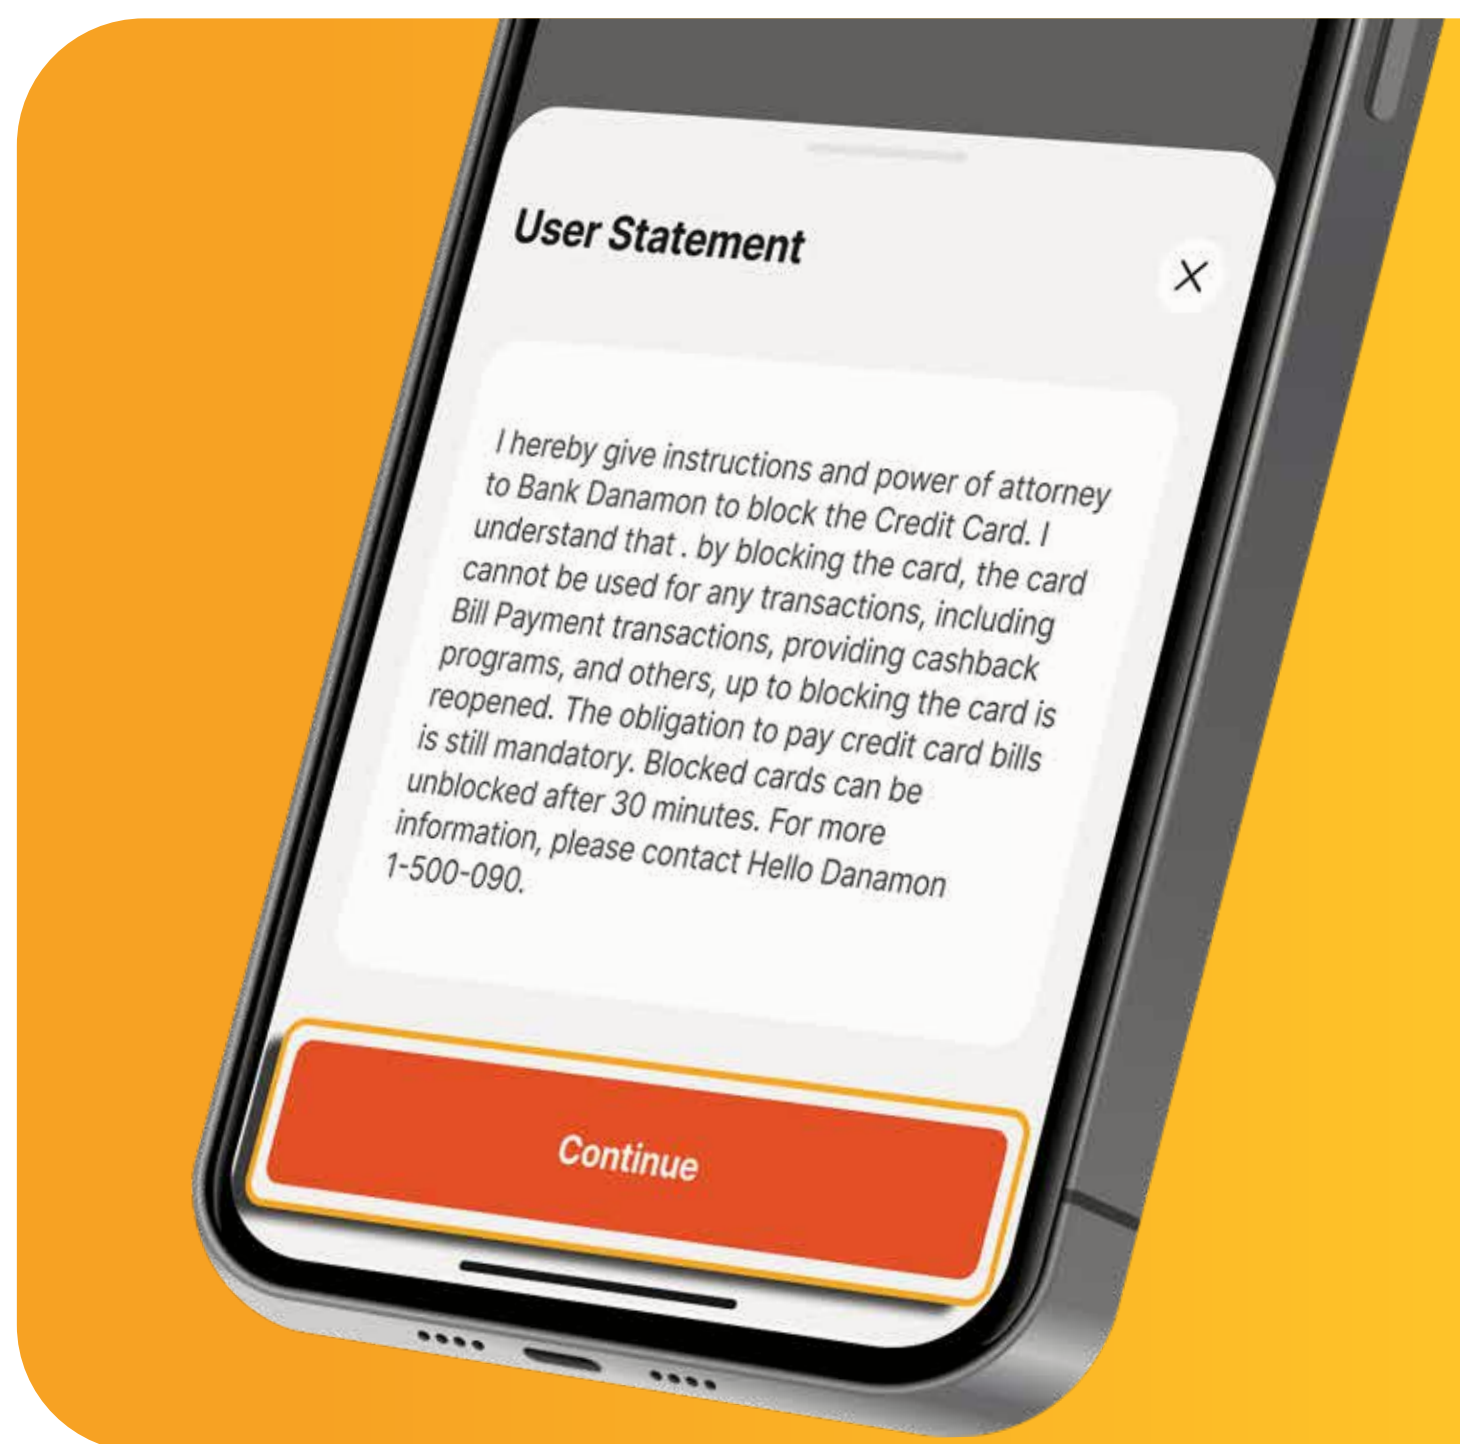 User Statement
I hereby give instructions and power of attorney
to Bank Danamon to block the Credit Card. I
understand that . by blocking the card, the card
cannot be used for any transactions, including
Bill Payment transactions, providing cashback
programs, and others, up to blocking the card is
reopened. The obligation to pay credit card bills
is still mandatory. Blocked cards can be
unblocked after 30 minutes. For more
information, please contact Hello Danamon
1-500-090.
Continue